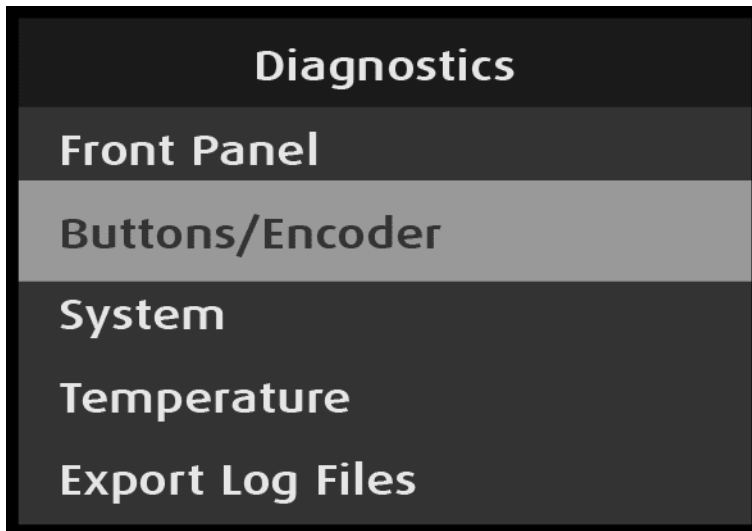 Diagnostics
Front Panel
Buttons/Encoder
System
Temperature
Export Log Files